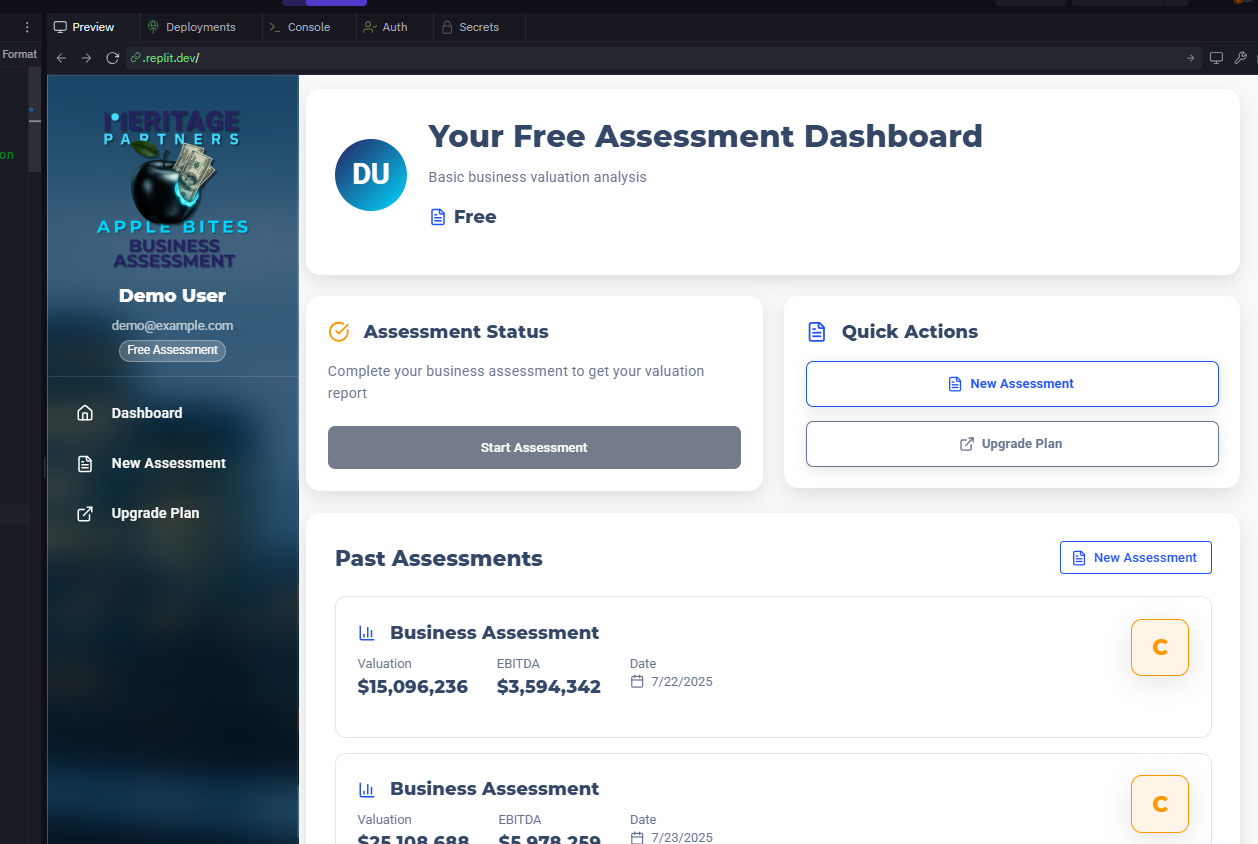 Preview
Deployments
Console
Auth
Secrets
Format
.replit.dev/
on
MERITAGE
PARTNERS
APPLE BITES
BUSINESS
ASSESSMENT
Demo User
demo@example.com
Free Assessment
Dashboard
New Assessment
Upgrade Plan
DU
Your Free Assessment Dashboard
Basic business valuation analysis
Free
Assessment Status
Complete your business assessment to get your valuation
report
Start Assessment
Quick Actions
New Assessment
Upgrade Plan
Past Assessments
New Assessment
Business Assessment
Valuation
EBITDA
Date
$15,096,236
$3,594,342
7/22/2025
C
Business Assessment
Valuation
EBITDA
Date
$25,108,688
$5,978,259
7/23/2025
C